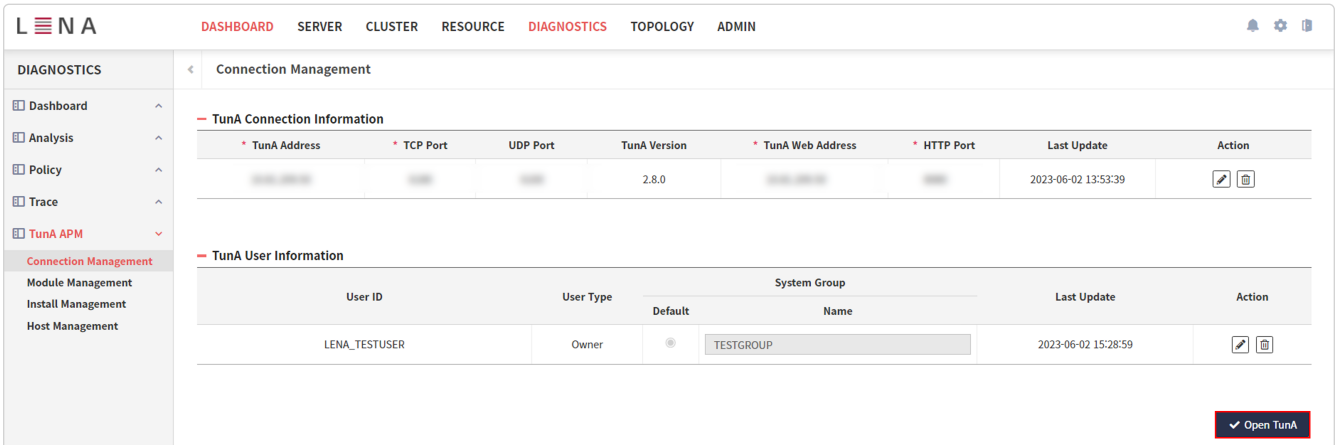 LENA
DASHBOARD SERVER CLUSTER RESOURCE DIAGNOSTICS TOPOLOGY ADMIN
DIAGNOSTICS
Connection Management
Dashboard
Analysis
Policy
Trace
TunA APM
Connection Management
Module Management
Install Management
Host Management
TunA Connection Information
* TunA Address * TCP Port UDP Port TunA Version * TunA Web Address * HTTP Port Last Update Action
2.8.0 2023-06-02 13:53:39
TunA User Information
User ID User Type System Group Last Update Action
Default Name
LENA_TESTUSER Owner TESTGROUP 2023-06-02 15:28:59
Open TunA